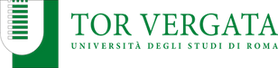 TOR VERGATA
UNIVERSITÀ DEGLI STUDI DI ROMA